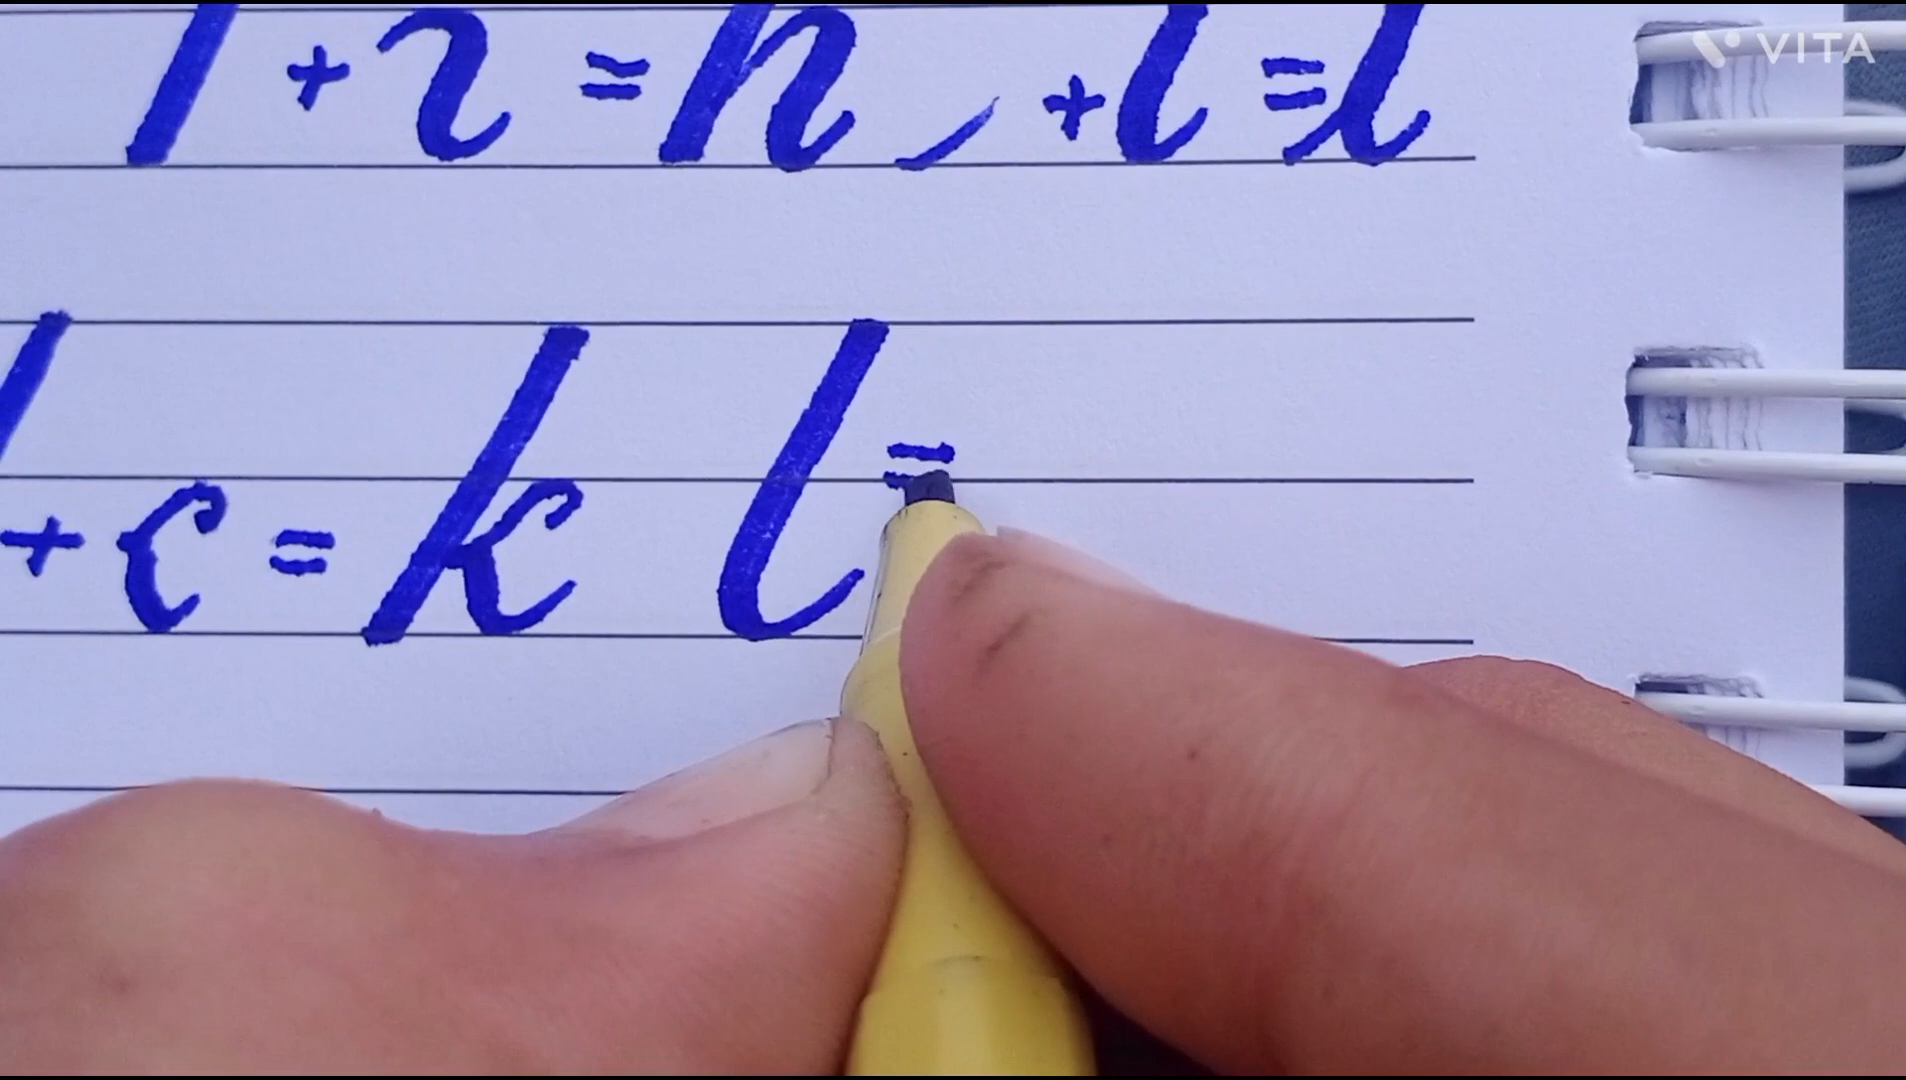 l + r = h , + l = l
l + c = k l =
VITA